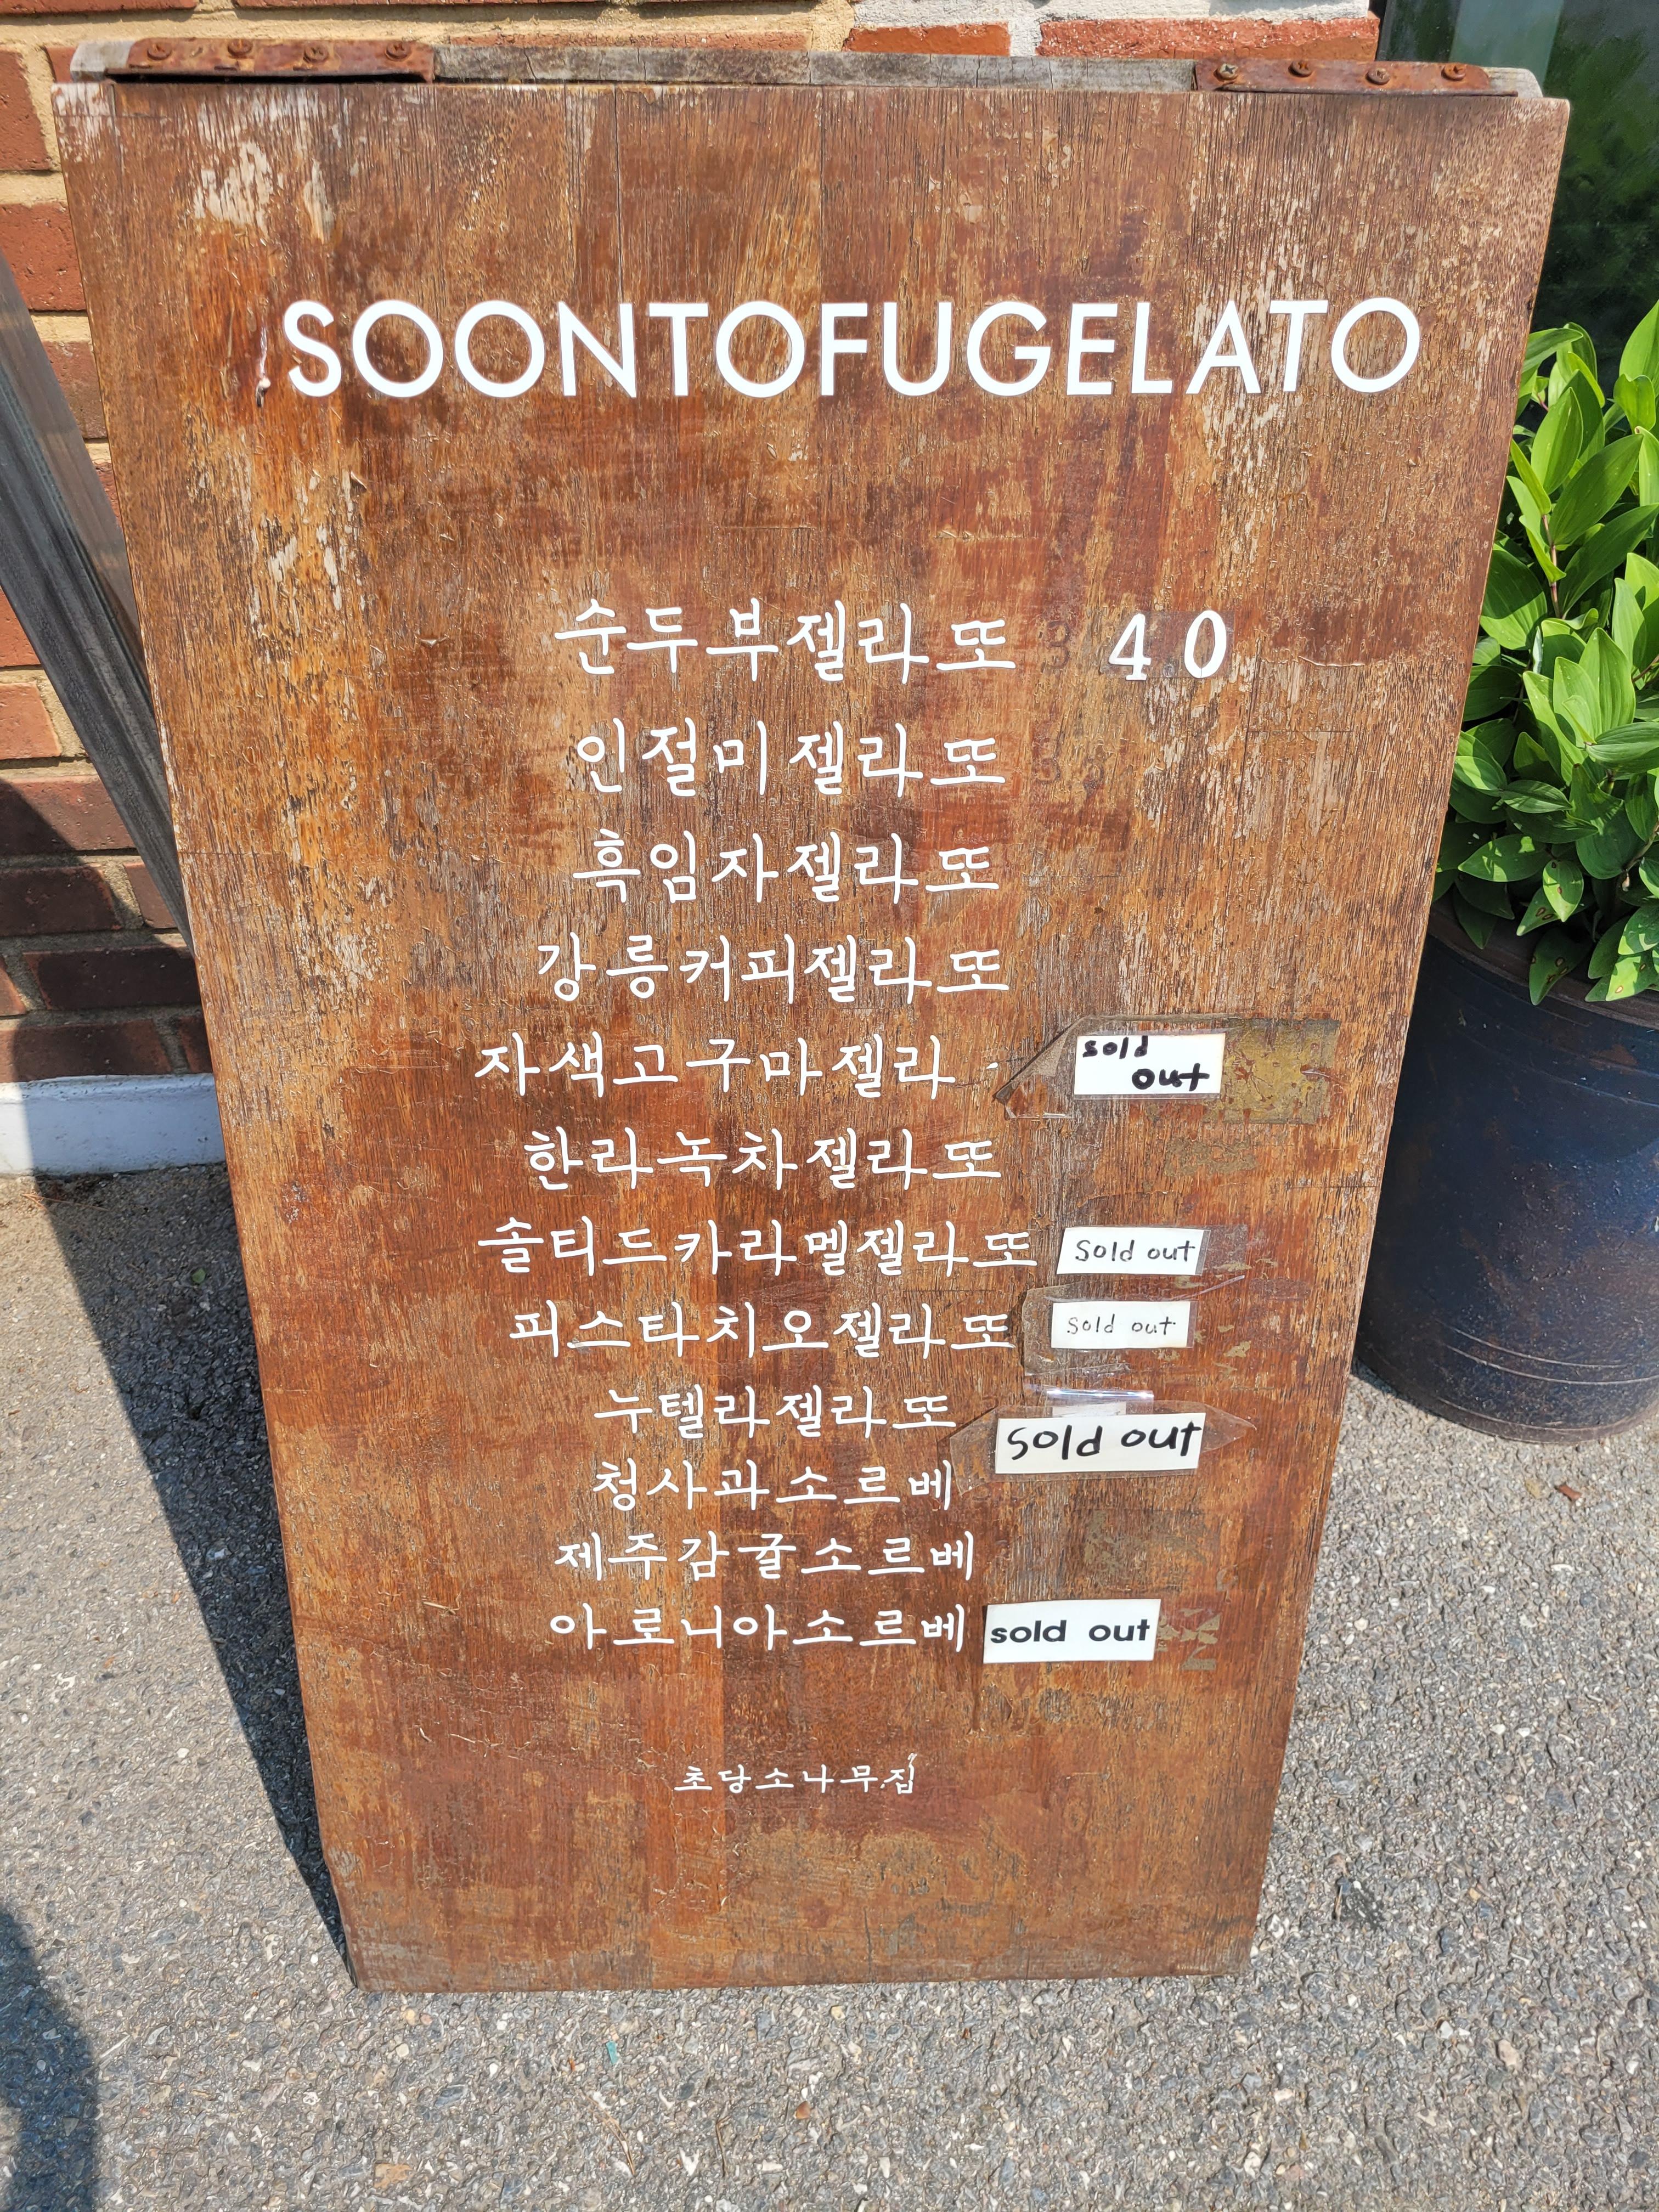 SOONTOFUGELATO
순두부젤라또 40
인절미젤라또
흑임자젤라또
강릉커피젤라또
자색고구마젤라 sold out
한라녹차젤라또
솔티드카라멜젤라또 sold out
피스타치오젤라또 sold out
누텔라젤라또 sold out
청사과소르베
제주감귤소르베
아로니아소르베 sold out
초당소나무집